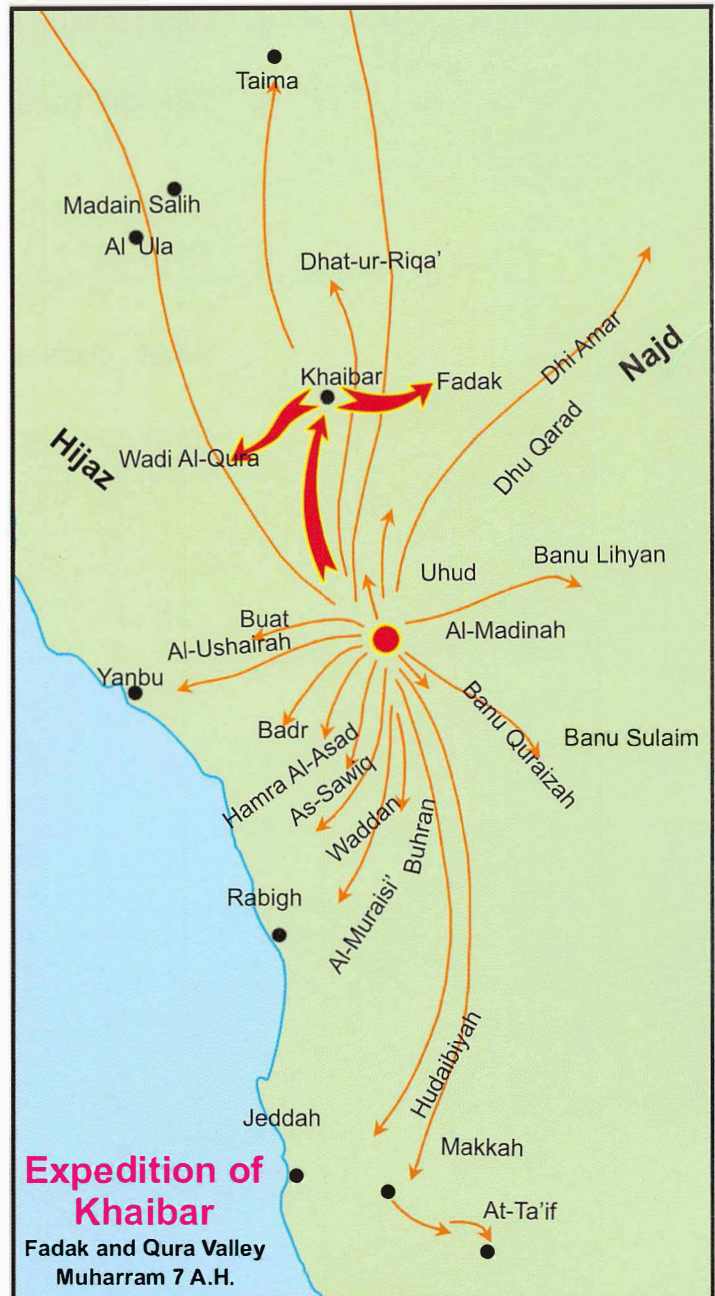 Taima
Madain Salih
Al Ula
Dhat-ur-Riqa'
Dhi Amar
Najd
Khaibar
Fadak
Dhu Qarad
Hijaz
Wadi Al-Qura
Uhud
Banu Lihyan
Buat
Al-Madinah
Al-Ushairah
Yanbu
Badr
Banu Quraizah
Banu Sulaim
Hamra Al-Asad
As-Sawiq
Waddan
Buhran
Rabigh
Al-Muraisi'
Hudaibiyah
Jeddah
Makkah
At-Ta'if
Expedition of
Khaibar
Fadak and Qura Valley
Muharram 7 A.H.